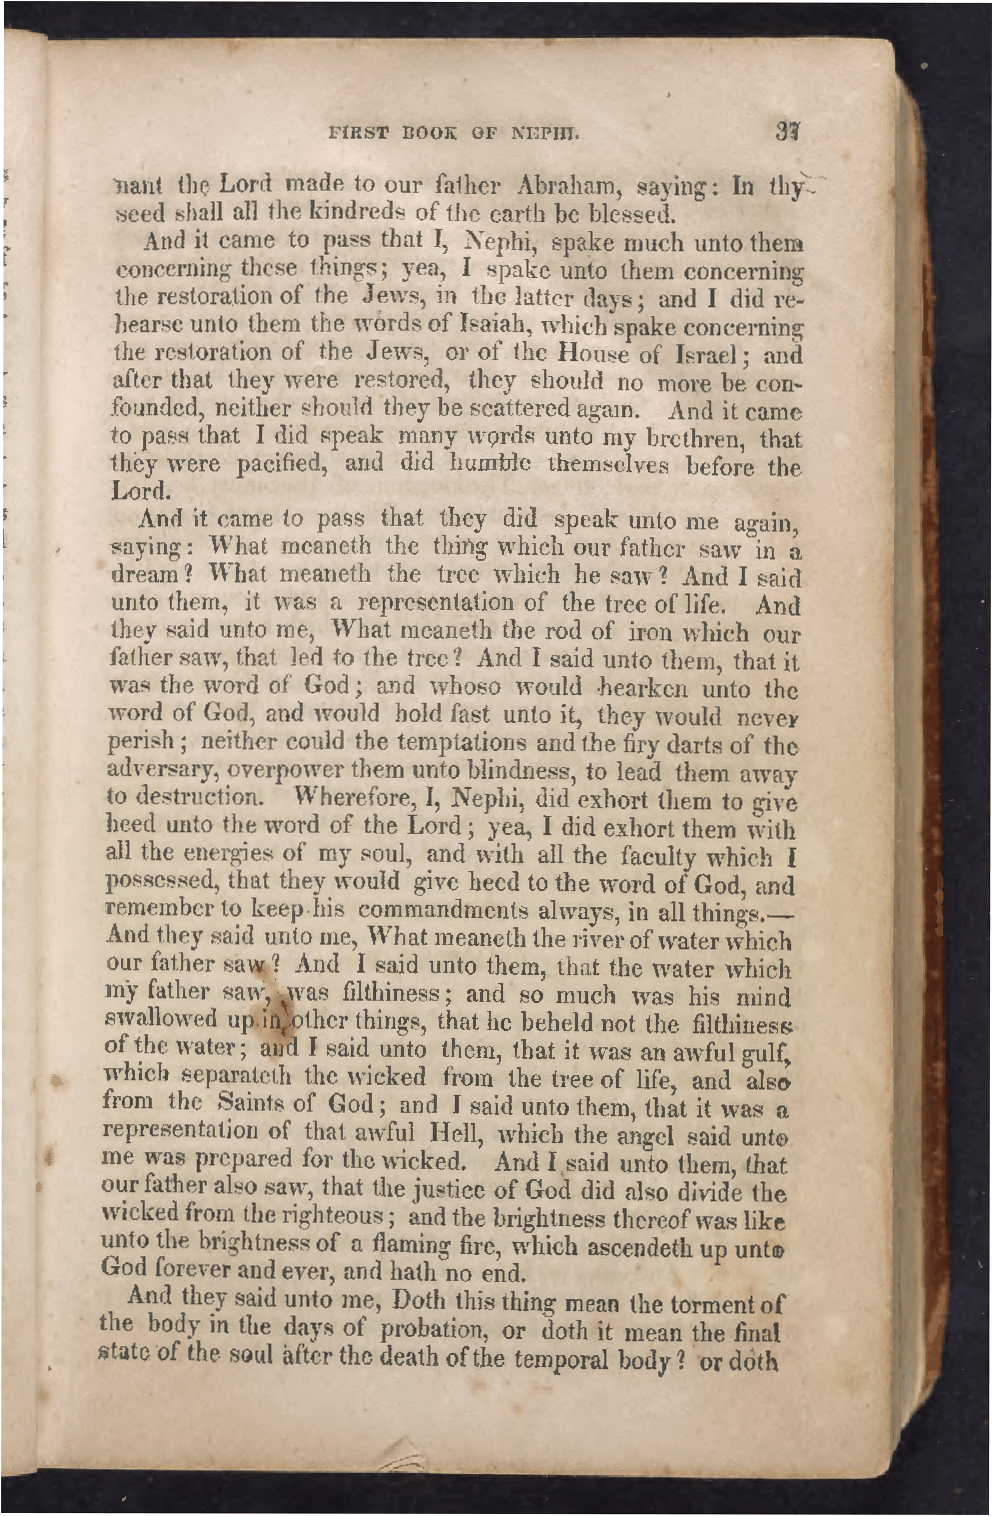 FIRST BOOK OF NEPHI. 37
nant the Lord made to our father Abraham, saying: In thy
seed shall all the kindreds of the earth be blessed.
And it came to pass that I, Nephi, spake much unto them
concerning these things; yea, I spake unto them concerning
the restoration of the Jews, in the latter days; and I did re-
hearse unto them the words of Isaiah, which spake concerning
the restoration of the Jews, or of the House of Israel; and
after that they were restored, they should no more be con-
founded, neither should they be scattered again. And it came
to pass that I did speak many words unto my brethren, that
they were pacified, and did humble themselves before the
Lord.
And it came to pass that they did speak unto me again,
saying: What meaneth the thing which our father saw in a
dream? What meaneth the tree which he saw? And I said
unto them, it was a representation of the tree of life. And
they said unto me, What meaneth the rod of iron which our
father saw, that led to the tree? And I said unto them, that it
was the word of God; and whoso would hearken unto the
word of God, and would hold fast unto it, they would never
perish; neither could the temptations and the firy darts of the
adversary, overpower them unto blindness, to lead them away
to destruction. Wherefore, I, Nephi, did exhort them to give
heed unto the word of the Lord; yea, I did exhort them with
all the energies of my soul, and with all the faculty which I
possessed, that they would give heed to the word of God, and
remember to keep his commandments always, in all things.—
And they said unto me, What meaneth the river of water which
our father saw? And I said unto them, that the water which
my father saw, was filthiness; and so much was his mind
swallowed up in other things, that he beheld not the filthiness
of the water; and I said unto them, that it was an awful gulf,
which separateth the wicked from the tree of life, and also
from the Saints of God; and I said unto them, that it was a
representation of that awful Hell, which the angel said unto
me was prepared for the wicked. And I said unto them, that
our father also saw, that the justice of God did also divide the
wicked from the righteous; and the brightness thereof was like
unto the brightness of a flaming fire, which ascendeth up unto
God forever and ever, and hath no end.
And they said unto me, Doth this thing mean the torment of
the body in the days of probation, or doth it mean the final
state of the soul after the death of the temporal body? or doth